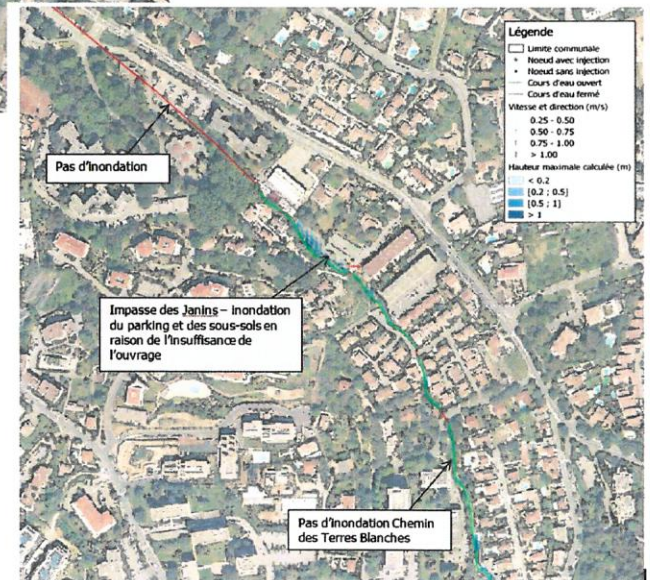 Légende
Limite communale
Noeud avec injection
Noeud sans injection
Cours d'eau ouvert
Cours d'eau fermé
Vitesse et direction (m/s)
0.25 - 0.50
0.50 - 0.75
0.75 - 1.00
> 1.00
Hauteur maximale calculée (m)
< 0.2
[0.2 ; 0.5]
[0.5 ; 1]
> 1
Pas d'inondation
Impasse des Janins – inondation
du parking et des sous-sols en
raison de l'insuffisance de
l'ouvrage
Pas d'inondation Chemin
des Terres Blanches